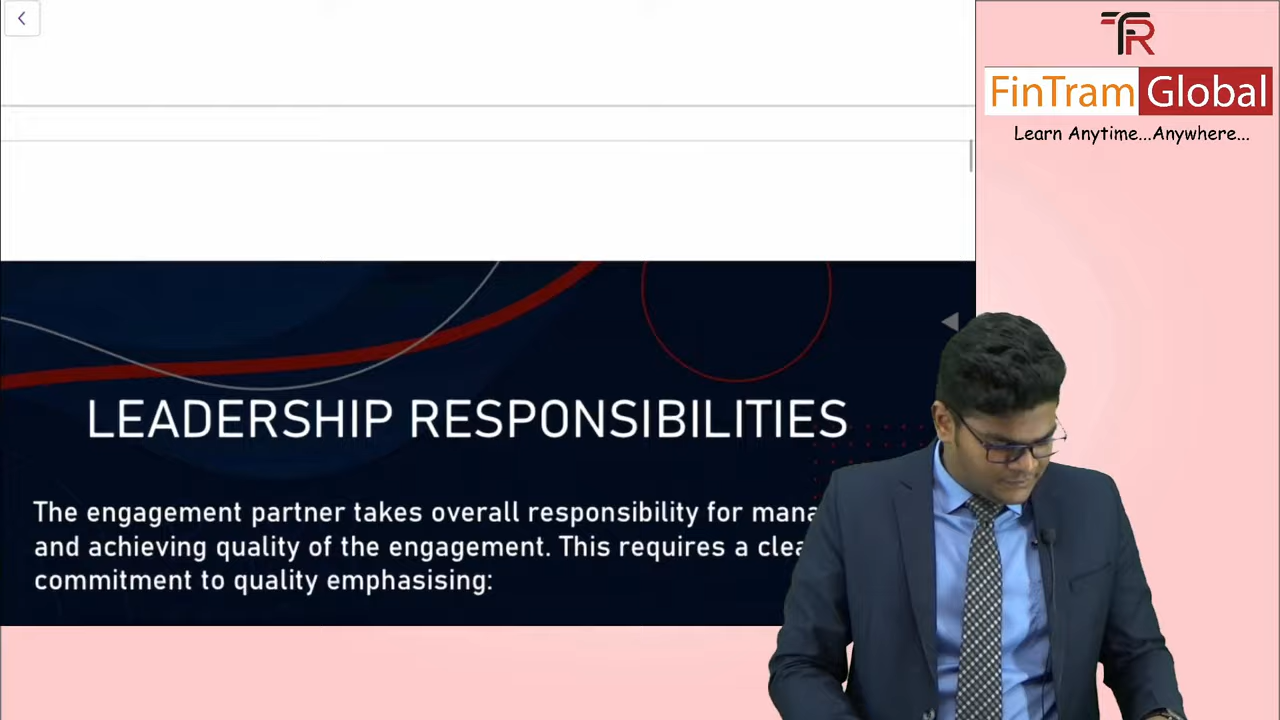 FinTram Global
Learn Anytime...Anywhere...
LEADERSHIP RESPONSIBILITIES
The engagement partner takes overall responsibility for
and achieving quality of the engagement. This requires a
commitment to quality emphasising: